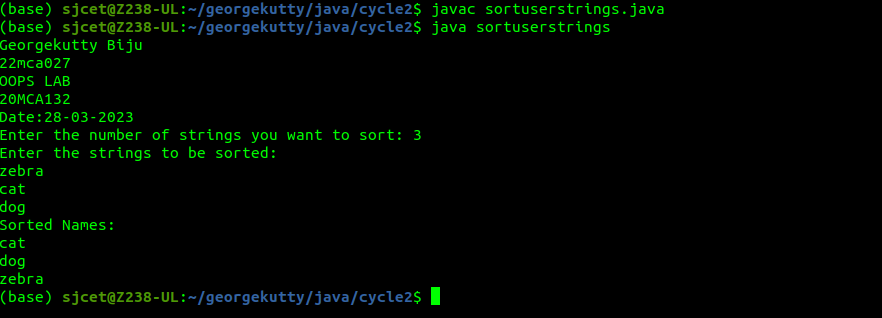 (base) sjcet@Z238-UL:~/georgekutty/java/cycle2$ javac sortuserstrings.java
(base) sjcet@Z238-UL:~/georgekutty/java/cycle2$ java sortuserstrings
Georgekutty Biju
22mca027
OOPS LAB
20MCA132
Date:28-03-2023
Enter the number of strings you want to sort: 3
Enter the strings to be sorted:
zebra
cat
dog
Sorted Names:
cat
dog
zebra
(base) sjcet@Z238-UL:~/georgekutty/java/cycle2$